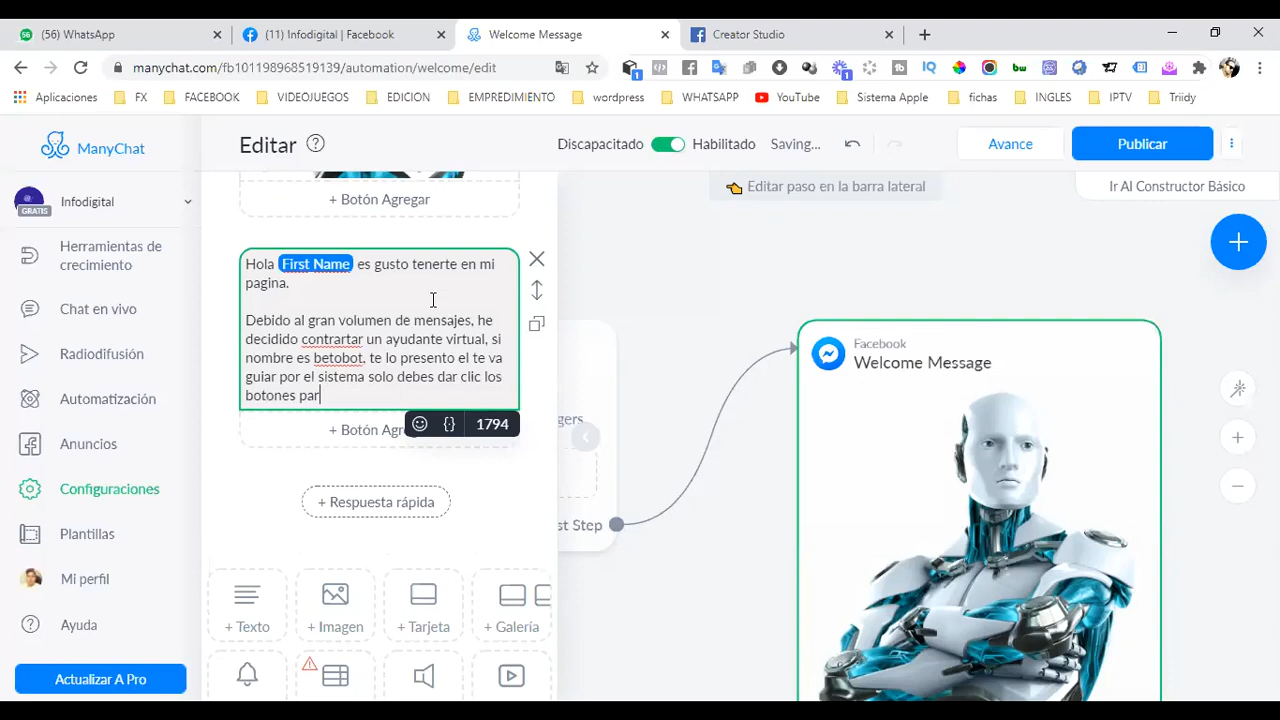 (56) WhatsApp
(11) Infodigital | Facebook
Welcome Message
Creator Studio
manychat.com/fb101198968519139/automation/welcome/edit
Aplicaciones
FX
FACEBOOK
VIDEOJUEGOS
EDICION
EMPREDIMIENTO
wordpress
WHATSAPP
YouTube
Sistema Apple
fichas
INGLES
IPTV
Triidy
ManyChat
Editar
Discapacitado
Habilitado
Saving...
Avance
Publicar
Infodigital
GRATIS
Herramientas de
crecimiento
Chat en vivo
Radiodifusión
Automatización
Anuncios
Configuraciones
Plantillas
Mi perfil
Ayuda
Actualizar A Pro
+ Botón Agregar
Hola First Name es gusto tenerte en mi
pagina.
Debido al gran volumen de mensajes, he
decidido contrartar un ayudante virtual, si
nombre es betobot, te lo presento el te va
guiar por el sistema solo debes dar clic los
botones par
1794
+ Botón Agre
+ Respuesta rápida
+ Texto
+ Imagen
+ Tarjeta
+ Galería
Editar paso en la barra lateral
Ir Al Constructor Básico
gers
st Step
Facebook
Welcome Message